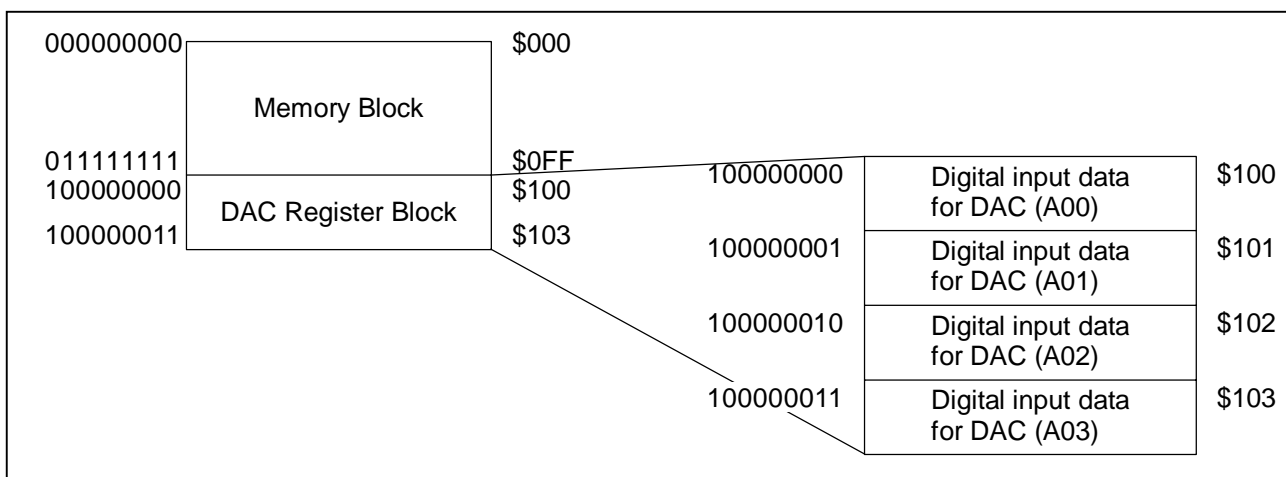 000000000 $000
Memory Block
011111111 $0FF
100000000 $100
DAC Register Block
100000011 $103
100000000 Digital input data $100
for DAC (A00)
100000001 Digital input data $101
for DAC (A01)
100000010 Digital input data $102
for DAC (A02)
100000011 Digital input data $103
for DAC (A03)